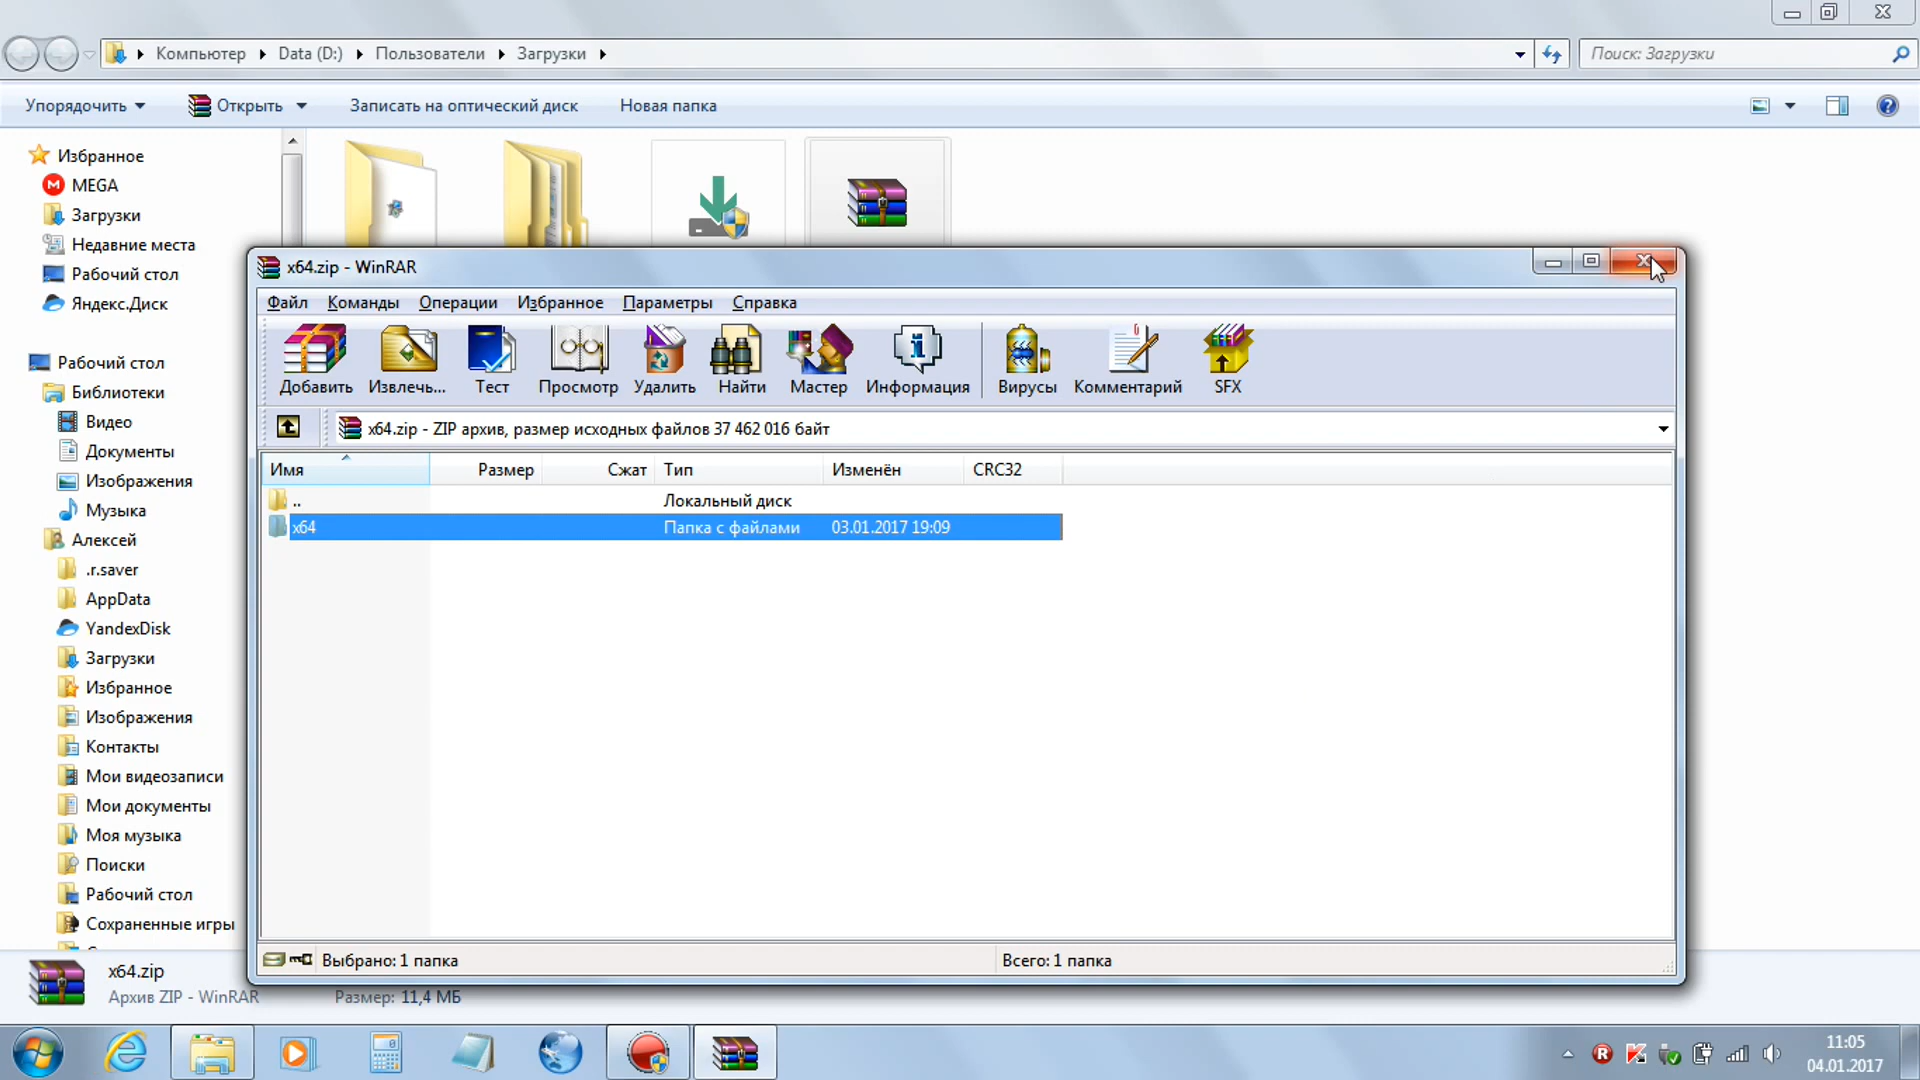 Компьютер Data (D:) Пользователи Загрузки
Поиск: Загрузки
Упорядочить Открыть Записать на оптический диск Новая папка
Избранное
MEGA
Загрузки
Недавние места
Рабочий стол
Яндекс.Диск
Рабочий стол
Библиотеки
Видео
Документы
Изображения
Музыка
Алексей
.r.saver
AppData
YandexDisk
Загрузки
Избранное
Изображения
Контакты
Мои видеозаписи
Мои документы
Моя музыка
Поиски
Рабочий стол
Сохраненные игры
x64.zip - WinRAR
Файл Команды Операции Избранное Параметры Справка
Добавить Извлечь... Тест Просмотр Удалить Найти Мастер Информация Вирусы Комментарий SFX
x64.zip - ZIP архив, размер исходных файлов 37 462 016 байт
Имя Размер Сжат Тип Изменён CRC32
.. Локальный диск
x64 Папка с файлами 03.01.2017 19:09
Выбрано: 1 папка Всего: 1 папка
x64.zip
Архив ZIP - WinRAR Размер: 11,4 МБ
11:05
04.01.2017